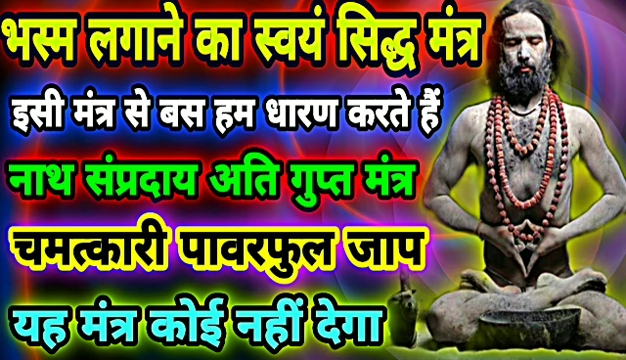 भस्म लगाने का स्वयं सिद्ध मंत्र
इसी मंत्र से बस हम धारण करते हैं
नाथ संप्रदाय अति गुप्त मंत्र
चमत्कारी पावरफुल जाप
यह मंत्र कोई नहीं देगा